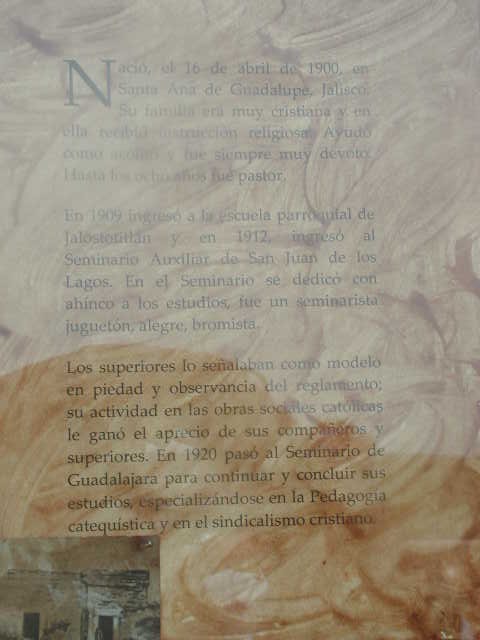 Nació, el 16 de abril de 1900, en
Santa Ana de Guadalupe, Jalisco.
Su familia era muy cristiana y en
ella recibió instrucción religiosa. Ayudó
como acólito y fue siempre muy devoto.
Hasta los ocho años fue pastor.
En 1909 ingresó a la escuela parroquial de
Jalostotitlán y en 1912, ingresó al
Seminario Auxiliar de San Juan de los
Lagos. En el Seminario se dedicó con
ahínco a los estudios, fue un seminarista
juguetón, alegre, bromista.
Los superiores lo señalaban como modelo
en piedad y observancia del reglamento;
su actividad en las obras sociales católicas
le ganó el aprecio de sus compañeros y
superiores. En 1920 pasó al Seminario de
Guadalajara para continuar y concluir sus
estudios, especializándose en la Pedagogía
catequística y en el sindicalismo cristiano.